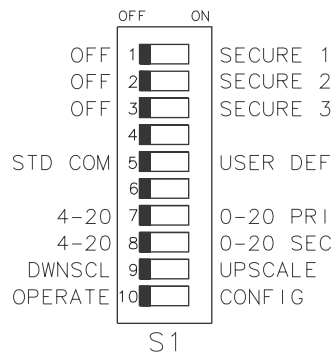 OFF ON
OFF 1 SECURE 1
OFF 2 SECURE 2
OFF 3 SECURE 3
4
STD COM 5 USER DEF
6
4-20 7 0-20 PRI
4-20 8 0-20 SEC
DWNSCL 9 UPSCALE
OPERATE 10 CONFIG
S1